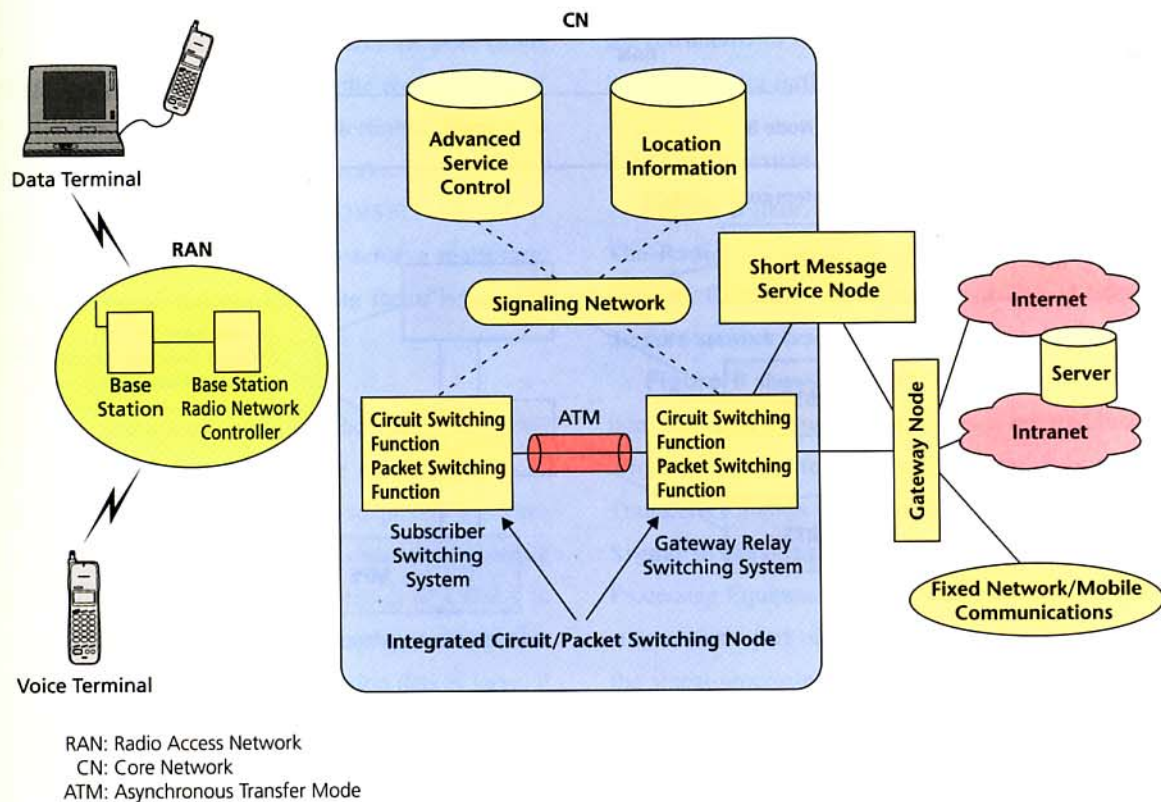 CN
Data Terminal
RAN
Base
Station
Base Station
Radio Network
Controller
Voice Terminal
Advanced
Service
Control
Location
Information
Signaling Network
Short Message
Service Node
Circuit Switching
Function
Packet Switching
Function
ATM
Circuit Switching
Function
Packet Switching
Function
Subscriber
Switching
System
Gateway Relay
Switching System
Integrated Circuit/Packet Switching Node
Gateway Node
Internet
Server
Intranet
Fixed Network/Mobile
Communications
RAN: Radio Access Network
CN: Core Network
ATM: Asynchronous Transfer Mode